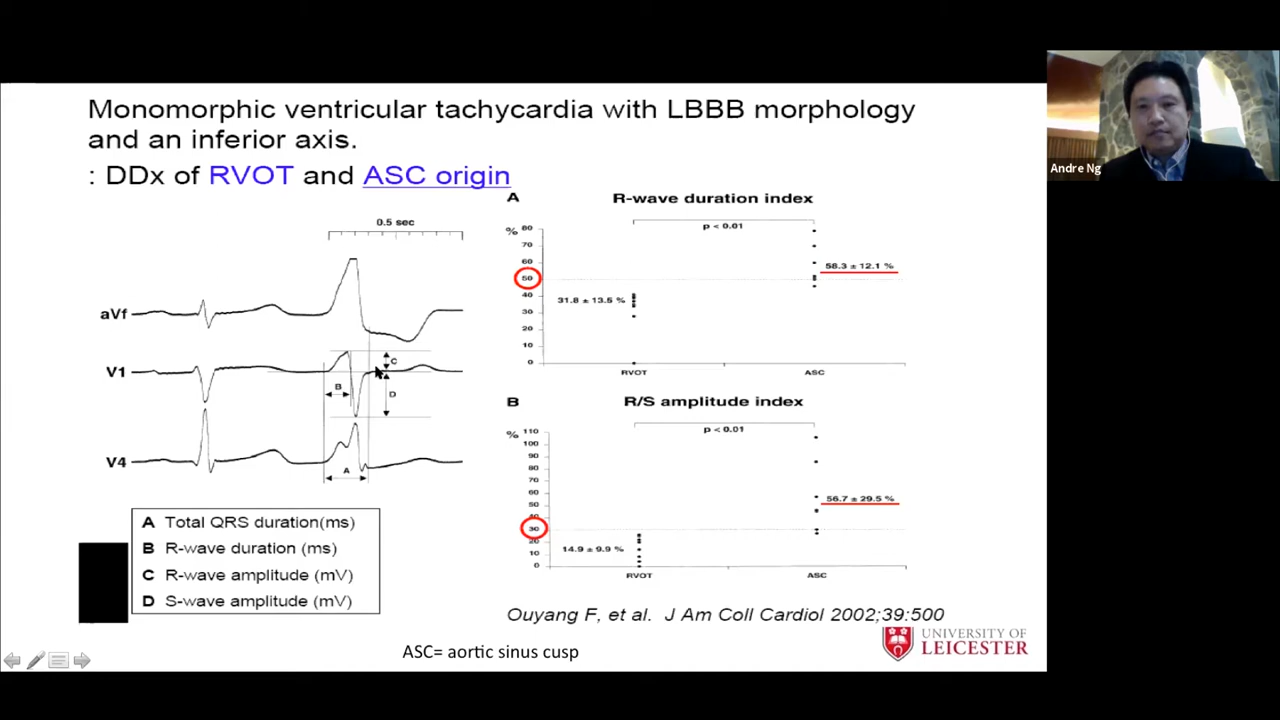 Monomorphic ventricular tachycardia with LBBB morphology
and an inferior axis.
: DDx of RVOT and ASC origin
Andre Ng
0.5 sec
aVf
V1
V4
C
B
D
A
A Total QRS duration(ms)
B R-wave duration (ms)
C R-wave amplitude (mV)
D S-wave amplitude (mV)
A R-wave duration index
p < 0.01
%
80
70
60
50
40
30
20
10
0
58.3 ± 12.1 %
31.8 ± 13.5 %
RVOT ASC
B R/S amplitude index
p < 0.01
%
110
100
90
80
70
60
50
40
30
20
10
0
56.7 ± 29.5 %
14.9 ± 9.9 %
RVOT ASC
Ouyang F, et al. J Am Coll Cardiol 2002;39:500
UNIVERSITY OF
LEICESTER
ASC= aortic sinus cusp